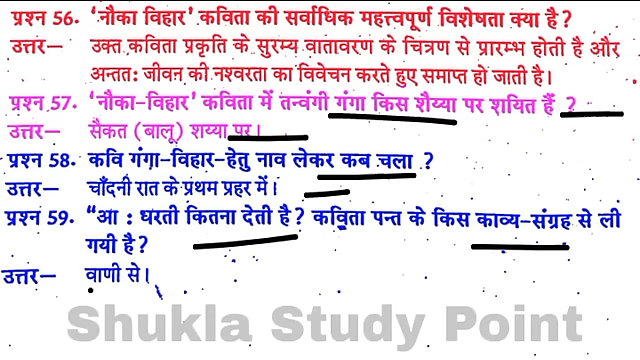 प्रश्न 56. 'नौका विहार' कविता की सर्वाधिक महत्त्वपूर्ण विशेषता क्या है?
उत्तर— उक्त कविता प्रकृति के सुरम्य वातावरण के चित्रण से प्रारम्भ होती है और
अन्ततः जीवन की नश्वरता का विवेचन करते हुए समाप्त हो जाती है।
प्रश्न 57. 'नौका-विहार' कविता में तन्वंगी गंगा किस शैय्या पर शयित हैं ?
उत्तर— सैकत (बालू) शय्या पर।
प्रश्न 58. कवि गंगा-विहार-हेतु नाव लेकर कब चला ?
उत्तर— चाँदनी रात के प्रथम प्रहर में।
प्रश्न 59. "आ : धरती कितना देती है? कविता पन्त के किस काव्य-संग्रह से ली
गयी है?
उत्तर— वाणी से।
Shukla Study Point